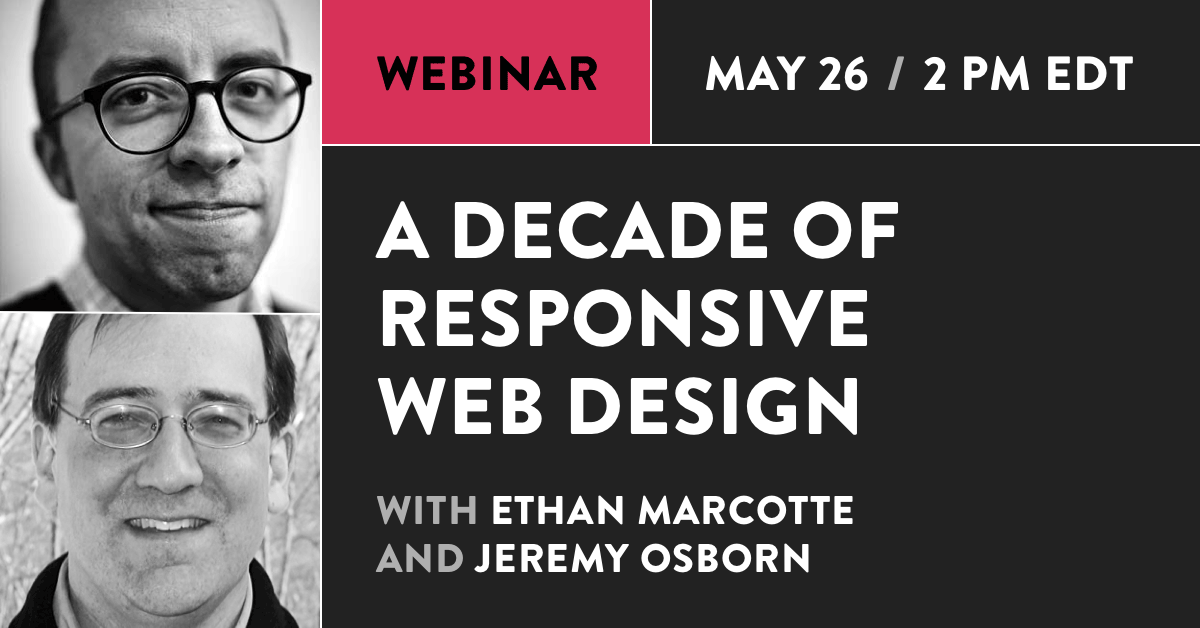 WEBINAR
MAY 26 / 2 PM EDT
A DECADE OF
RESPONSIVE
WEB DESIGN
WITH ETHAN MARCOTTE
AND JEREMY OSBORN